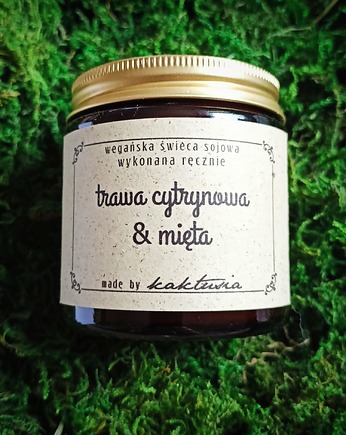 wegańska świeca sojowa
wykonana ręcznie
trawa cytrynowa
& mięta
made by kaktusia